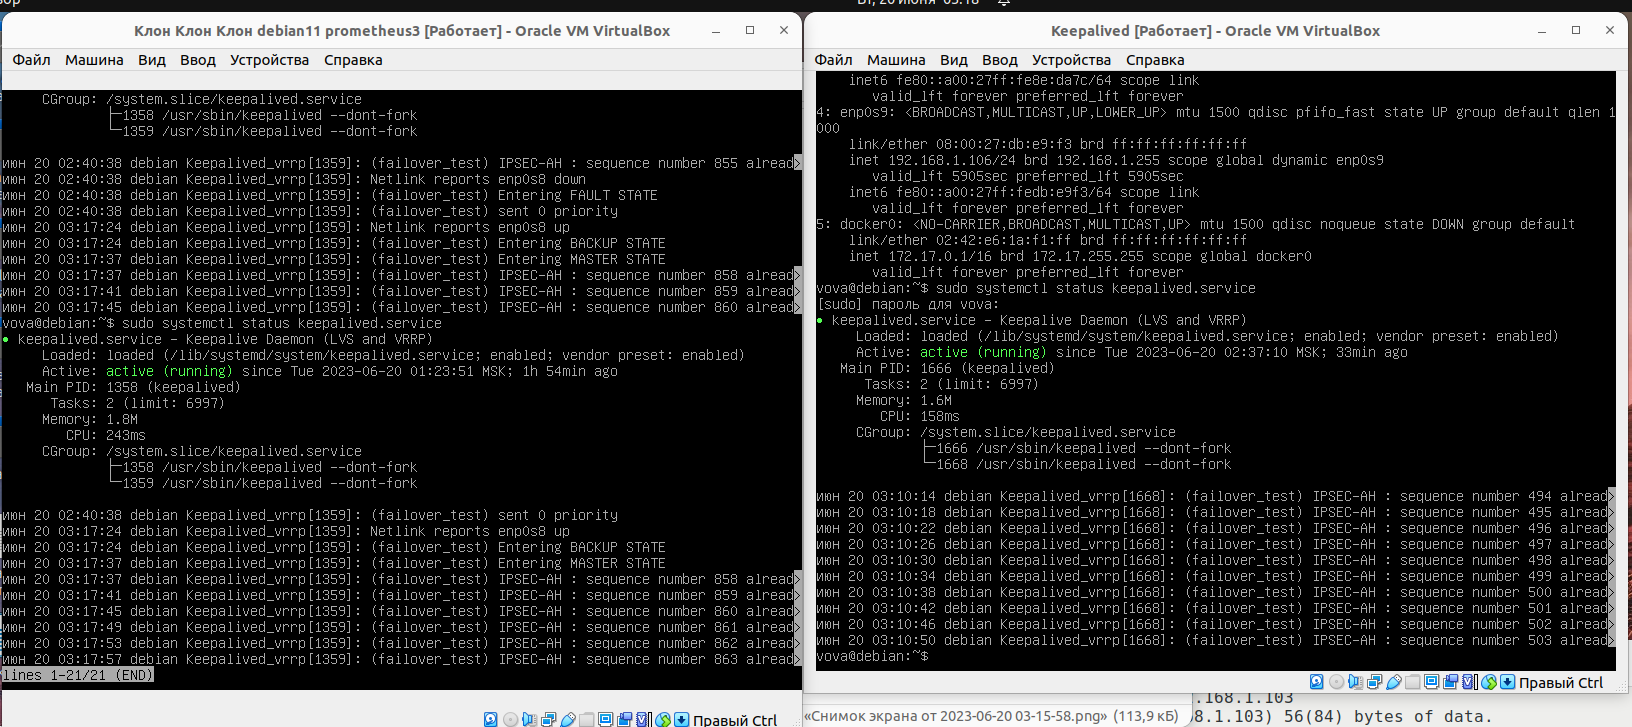 Вт, 20 июня 03:18
Клон Клон Клон debian11 prometheus3 [Работает] - Oracle VM VirtualBox
Файл Машина Вид Ввод Устройства Справка
CGroup: /system.slice/keepalived.service
├─1358 /usr/sbin/keepalived --dont-fork
└─1359 /usr/sbin/keepalived --dont-fork
июн 20 02:40:38 debian Keepalived_vrrp[1359]: (failover_test) IPSEC-AH : sequence number 855 alread>
июн 20 02:40:38 debian Keepalived_vrrp[1359]: Netlink reports enp0s8 down
июн 20 02:40:38 debian Keepalived_vrrp[1359]: (failover_test) Entering FAULT STATE
июн 20 02:40:38 debian Keepalived_vrrp[1359]: (failover_test) sent 0 priority
июн 20 03:17:24 debian Keepalived_vrrp[1359]: Netlink reports enp0s8 up
июн 20 03:17:24 debian Keepalived_vrrp[1359]: (failover_test) Entering BACKUP STATE
июн 20 03:17:37 debian Keepalived_vrrp[1359]: (failover_test) Entering MASTER STATE
июн 20 03:17:37 debian Keepalived_vrrp[1359]: (failover_test) IPSEC-AH : sequence number 858 alread>
июн 20 03:17:41 debian Keepalived_vrrp[1359]: (failover_test) IPSEC-AH : sequence number 859 alread>
июн 20 03:17:45 debian Keepalived_vrrp[1359]: (failover_test) IPSEC-AH : sequence number 860 alread>
vova@debian:~$ sudo systemctl status keepalived.service
● keepalived.service – Keepalive Daemon (LVS and VRRP)
Loaded: loaded (/lib/systemd/system/keepalived.service; enabled; vendor preset: enabled)
Active: active (running) since Tue 2023-06-20 01:23:51 MSK; 1h 54min ago
Main PID: 1358 (keepalived)
Tasks: 2 (limit: 6997)
Memory: 1.8M
CPU: 243ms
CGroup: /system.slice/keepalived.service
├─1358 /usr/sbin/keepalived --dont-fork
└─1359 /usr/sbin/keepalived --dont-fork
июн 20 02:40:38 debian Keepalived_vrrp[1359]: (failover_test) sent 0 priority
июн 20 03:17:24 debian Keepalived_vrrp[1359]: Netlink reports enp0s8 up
июн 20 03:17:24 debian Keepalived_vrrp[1359]: (failover_test) Entering BACKUP STATE
июн 20 03:17:37 debian Keepalived_vrrp[1359]: (failover_test) Entering MASTER STATE
июн 20 03:17:37 debian Keepalived_vrrp[1359]: (failover_test) IPSEC-AH : sequence number 858 alread>
июн 20 03:17:41 debian Keepalived_vrrp[1359]: (failover_test) IPSEC-AH : sequence number 859 alread>
июн 20 03:17:45 debian Keepalived_vrrp[1359]: (failover_test) IPSEC-AH : sequence number 860 alread>
июн 20 03:17:49 debian Keepalived_vrrp[1359]: (failover_test) IPSEC-AH : sequence number 861 alread>
июн 20 03:17:53 debian Keepalived_vrrp[1359]: (failover_test) IPSEC-AH : sequence number 862 alread>
июн 20 03:17:57 debian Keepalived_vrrp[1359]: (failover_test) IPSEC-AH : sequence number 863 alread>
lines 1-21/21 (END)
Правый Ctrl
Keepalived [Работает] - Oracle VM VirtualBox
Файл Машина Вид Ввод Устройства Справка
inet6 fe80::a00:27ff:fe8e:da7c/64 scope link
valid_lft forever preferred_lft forever
4: enp0s9: <BROADCAST,MULTICAST,UP,LOWER_UP> mtu 1500 qdisc pfifo_fast state UP group default qlen 1
000
link/ether 08:00:27:db:e9:f3 brd ff:ff:ff:ff:ff:ff
inet 192.168.1.106/24 brd 192.168.1.255 scope global dynamic enp0s9
valid_lft 5905sec preferred_lft 5905sec
inet6 fe80::a00:27ff:fedb:e9f3/64 scope link
valid_lft forever preferred_lft forever
5: docker0: <NO-CARRIER,BROADCAST,MULTICAST,UP> mtu 1500 qdisc noqueue state DOWN group default
link/ether 02:42:e6:1a:f1:ff brd ff:ff:ff:ff:ff:ff
inet 172.17.0.1/16 brd 172.17.255.255 scope global docker0
valid_lft forever preferred_lft forever
vova@debian:~$ sudo systemctl status keepalived.service
[sudo] пароль для vova:
● keepalived.service – Keepalive Daemon (LVS and VRRP)
Loaded: loaded (/lib/systemd/system/keepalived.service; enabled; vendor preset: enabled)
Active: active (running) since Tue 2023-06-20 02:37:10 MSK; 33min ago
Main PID: 1666 (keepalived)
Tasks: 2 (limit: 6997)
Memory: 1.6M
CPU: 158ms
CGroup: /system.slice/keepalived.service
├─1666 /usr/sbin/keepalived --dont-fork
└─1668 /usr/sbin/keepalived --dont-fork
июн 20 03:10:14 debian Keepalived_vrrp[1668]: (failover_test) IPSEC-AH : sequence number 494 alread>
июн 20 03:10:18 debian Keepalived_vrrp[1668]: (failover_test) IPSEC-AH : sequence number 495 alread>
июн 20 03:10:22 debian Keepalived_vrrp[1668]: (failover_test) IPSEC-AH : sequence number 496 alread>
июн 20 03:10:26 debian Keepalived_vrrp[1668]: (failover_test) IPSEC-AH : sequence number 497 alread>
июн 20 03:10:30 debian Keepalived_vrrp[1668]: (failover_test) IPSEC-AH : sequence number 498 alread>
июн 20 03:10:34 debian Keepalived_vrrp[1668]: (failover_test) IPSEC-AH : sequence number 499 alread>
июн 20 03:10:38 debian Keepalived_vrrp[1668]: (failover_test) IPSEC-AH : sequence number 500 alread>
июн 20 03:10:42 debian Keepalived_vrrp[1668]: (failover_test) IPSEC-AH : sequence number 501 alread>
июн 20 03:10:46 debian Keepalived_vrrp[1668]: (failover_test) IPSEC-AH : sequence number 502 alread>
июн 20 03:10:50 debian Keepalived_vrrp[1668]: (failover_test) IPSEC-AH : sequence number 503 alread>
vova@debian:~$
Правый Ctrl
.168.1.103
«Снимок экрана от 2023-06-20 03-15-58.png» (113,9 кБ)
8.1.103) 56(84) bytes of data.